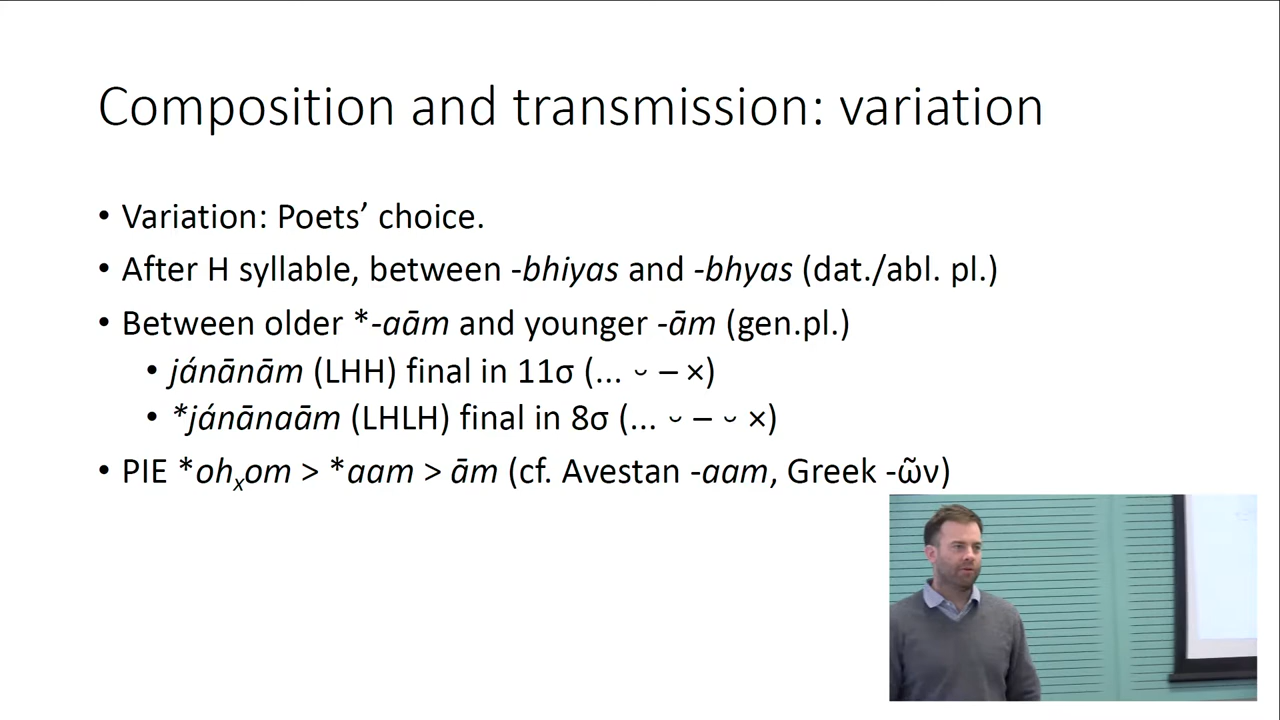 Composition and transmission: variation
• Variation: Poets’ choice.
• After H syllable, between -bhiyas and -bhyas (dat./abl. pl.)
• Between older *-aām and younger -ām (gen.pl.)
• jánānām (LHH) final in 11σ (... ⏑ – ×)
• *jánānaām (LHLH) final in 8σ (... ⏑ – ⏑ ×)
• PIE *ohₓom > *aam > ām (cf. Avestan -aam, Greek -ῶν)